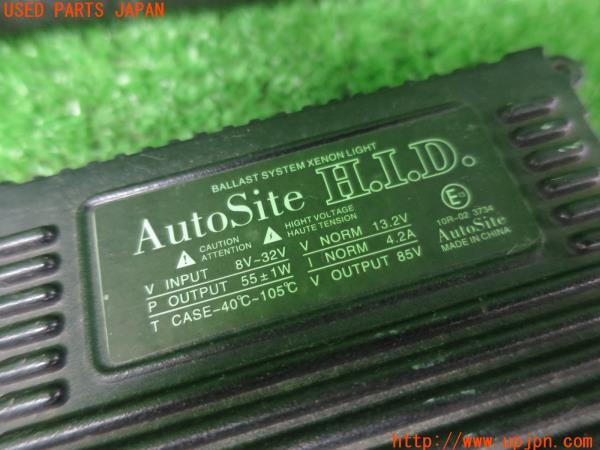 USED PARTS JAPAN
BALLAST SYSTEM XENON LIGHT
AutoSite H.I.D.
CAUTION
ATTENTION
HIGHT VOLTAGE
HAUTE TENSION
V INPUT 8V~32V V NORM 13.2V
P OUTPUT 55±1W I NORM 4.2A
T CASE-40℃~105℃ V OUTPUT 85V
10R-02 3734
AutoSite
MADE IN CHINA
http://www.upjpn.com/